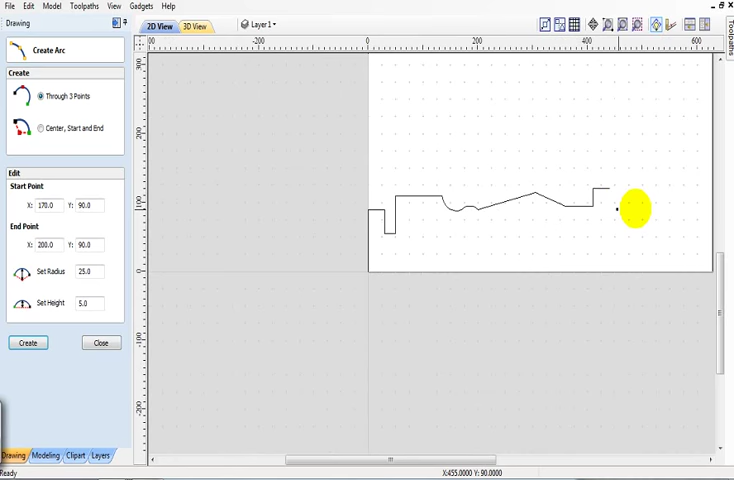 File Edit Model Toolpaths View Gadgets Help
Drawing
2D View 3D View Layer 1
Create Arc
Create
Through 3 Points
Center, Start and End
Edit
Start Point
X: 170.0 Y: 90.0
End Point
X: 200.0 Y: 90.0
Set Radius 25.0
Set Height 5.0
Create Close
00 -200 0 200 400 600
300
200
100
0
-100
-200
Toolpaths
Drawing Modeling Clipart Layers
Ready X:455.0000 Y: 90.0000